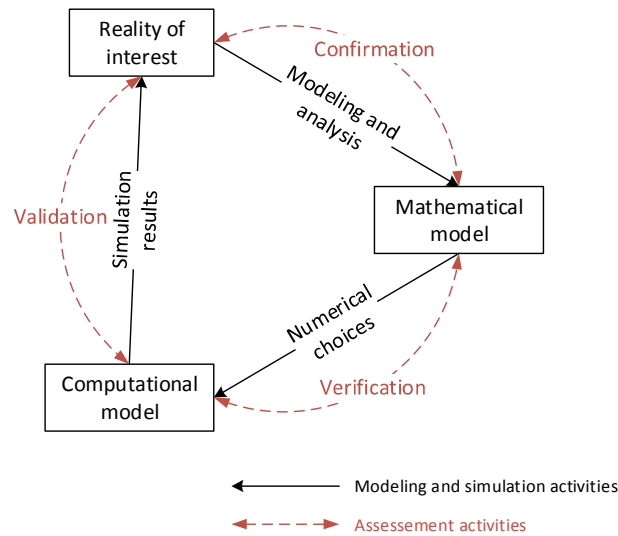 Reality of
interest
Confirmation
Modeling and
analysis
Mathematical
model
Validation
Simulation
results
Numerical
choices
Computational
model
Verification
Modeling and simulation activities
Assessement activities